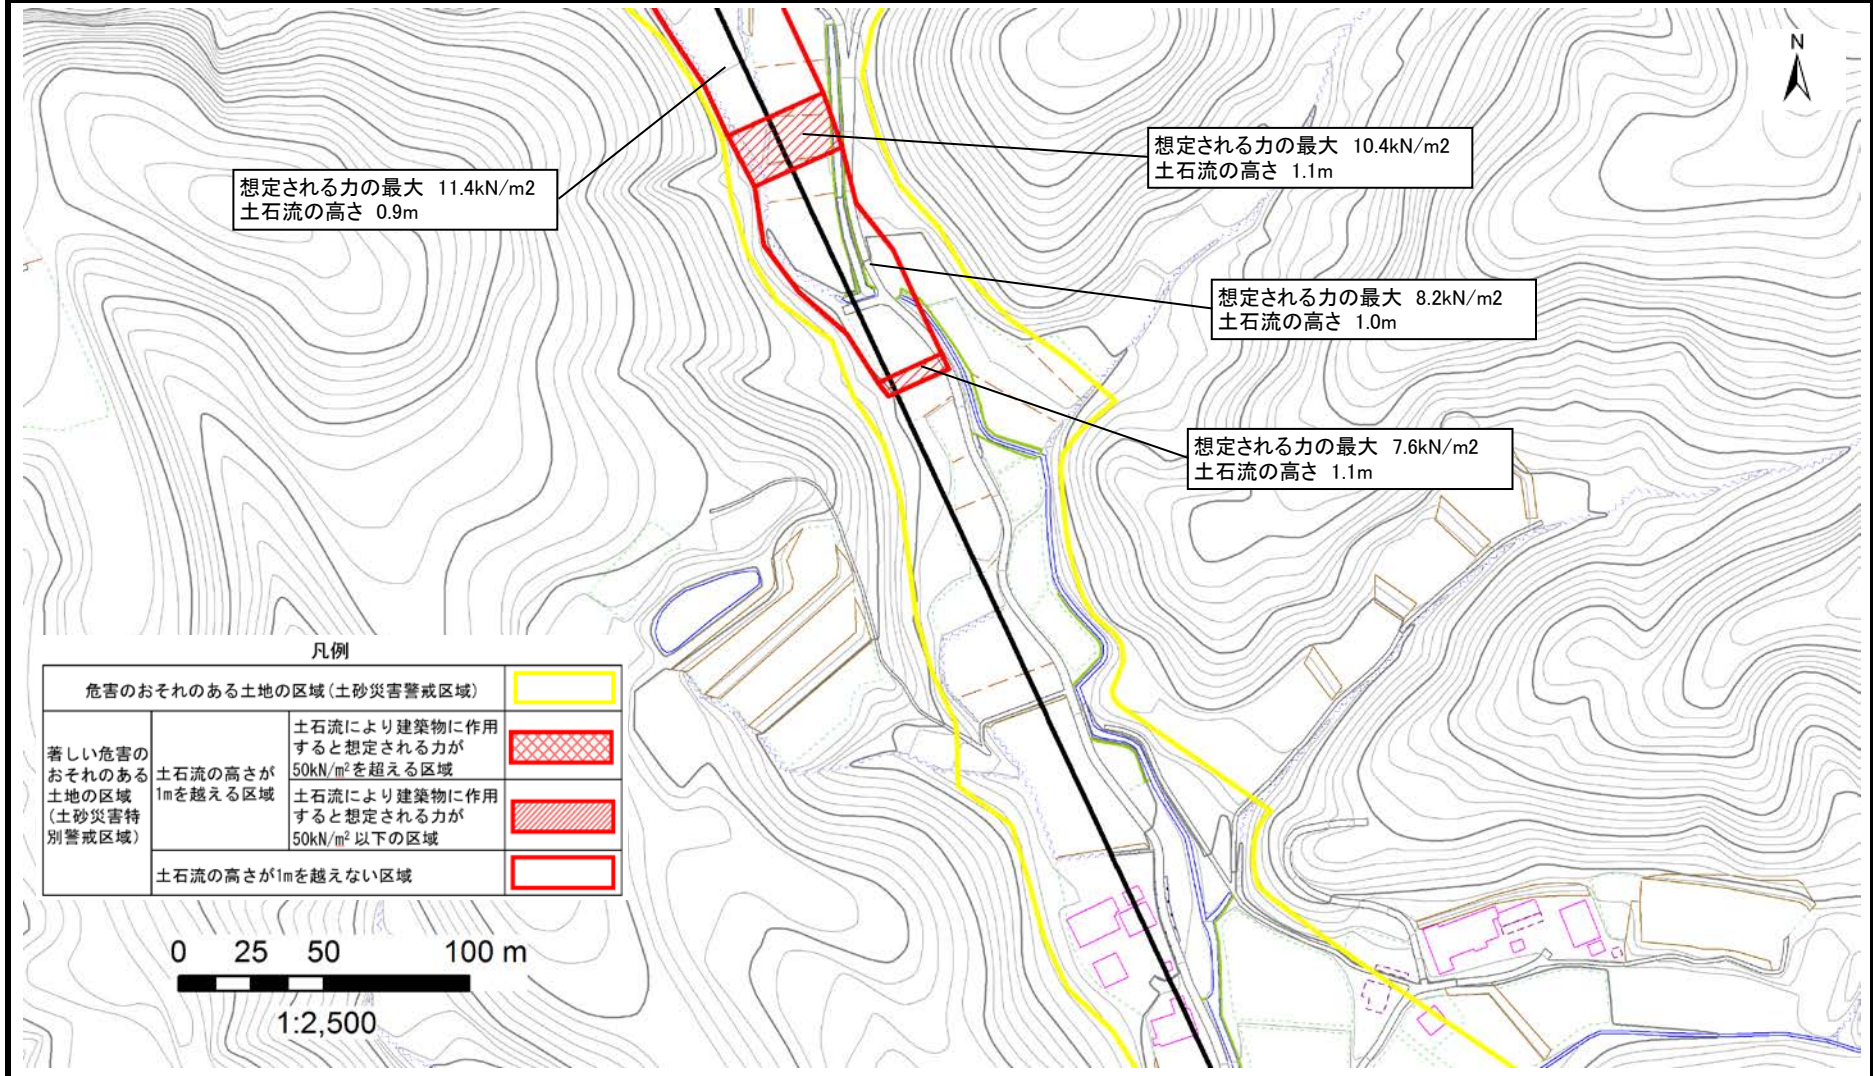 N
想定される力の最大 10.4kN/m2
土石流の高さ 1.1m
想定される力の最大 11.4kN/m2
土石流の高さ 0.9m
想定される力の最大 8.2kN/m2
土石流の高さ 1.0m
想定される力の最大 7.6kN/m2
土石流の高さ 1.1m
凡例
危害のおそれのある土地の区域(土砂災害警戒区域)
著しい危害の
おそれのある
土地の区域
(土砂災害特
別警戒区域)
土石流の高さが
1mを越える区域
土石流により建築物に作用
すると想定される力が
50kN/㎡を超える区域
土石流により建築物に作用
すると想定される力が
50kN/㎡以下の区域
土石流の高さが1mを越えない区域
0 25 50 100 m
1:2,500